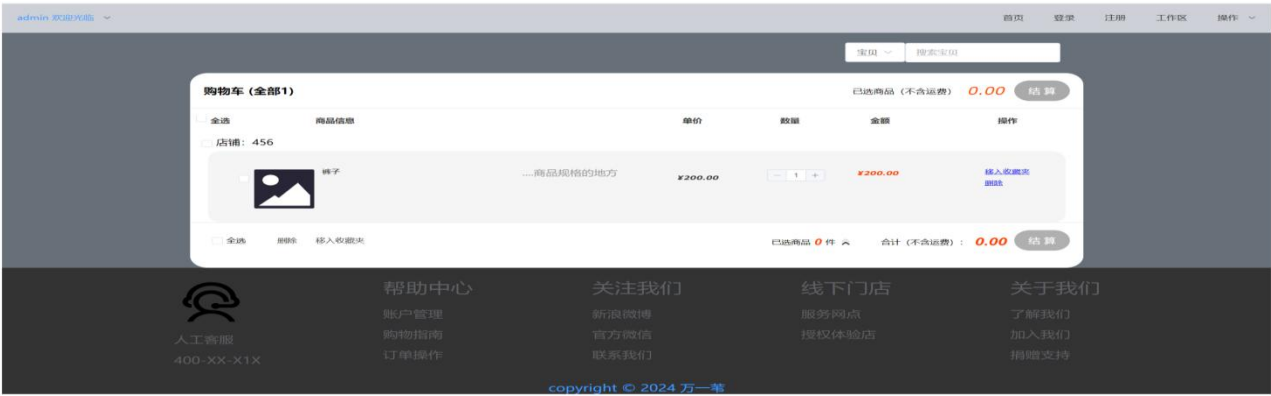 admin 欢迎光临 首页 登录 注册 工作区 操作
宝贝 搜索宝贝
购物车 (全部1) 已选商品 (不含运费) 0.00 结 算
全选 商品信息 单价 数量 金额 操作
店铺: 456
裤子 ....商品规格的地方 ¥200.00 - 1 + ¥200.00 移入收藏夹
删除
全选 删除 移入收藏夹 已选商品 0 件 合计 (不含运费) : 0.00 结 算
帮助中心 关注我们 线下门店 关于我们
账户管理 新浪微博 服务网点 了解我们
人工客服 购物指南 官方微信 授权体验店 加入我们
400-XX-X1X 订单操作 联系我们 捐赠支持
copyright © 2024 万一苇